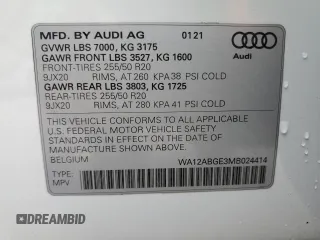 MFD. BY AUDI AG 01 21
GVWR LBS 7000, KG 3175
GAWR FRONT LBS 3527, KG 1600
FRONT-TIRES 255/50 R20
9JX20 RIMS, AT 260 KPA 38 PSI COLD
GAWR REAR LBS 3803, KG 1725
REAR-TIRES 255/50 R20
9JX20 RIMS, AT 280 KPA 41 PSI COLD
Audi
THIS VEHICLE CONFORMS TO ALL APPLICABLE
U.S. FEDERAL MOTOR VEHICLE SAFETY
STANDARDS IN EFFECT ON THE DATE OF
MANUFACTURE SHOWN ABOVE.
BELGIUM WA12ABGE3M8024414
TYPE:
MPV
DREAMBID